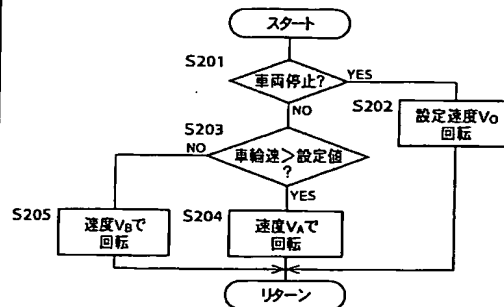 スタート
S201
車両停止?
YES
NO
S202
設定速度V₀
回転
S203
車輪速>設定値
?
NO
YES
S205
速度VBで
回転
S204
速度VAで
回転
リターン